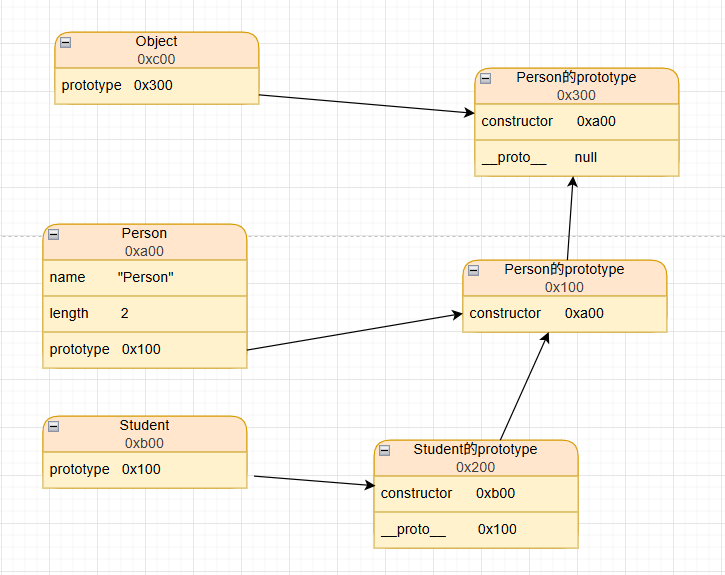 Object
0xc00
prototype 0x300
Person的prototype
0x300
constructor 0xa00
__proto__ null
Person
0xa00
name "Person"
length 2
prototype 0x100
Person的prototype
0x100
constructor 0xa00
Student
0xb00
prototype 0x100
Student的prototype
0x200
constructor 0xb00
__proto__ 0x100